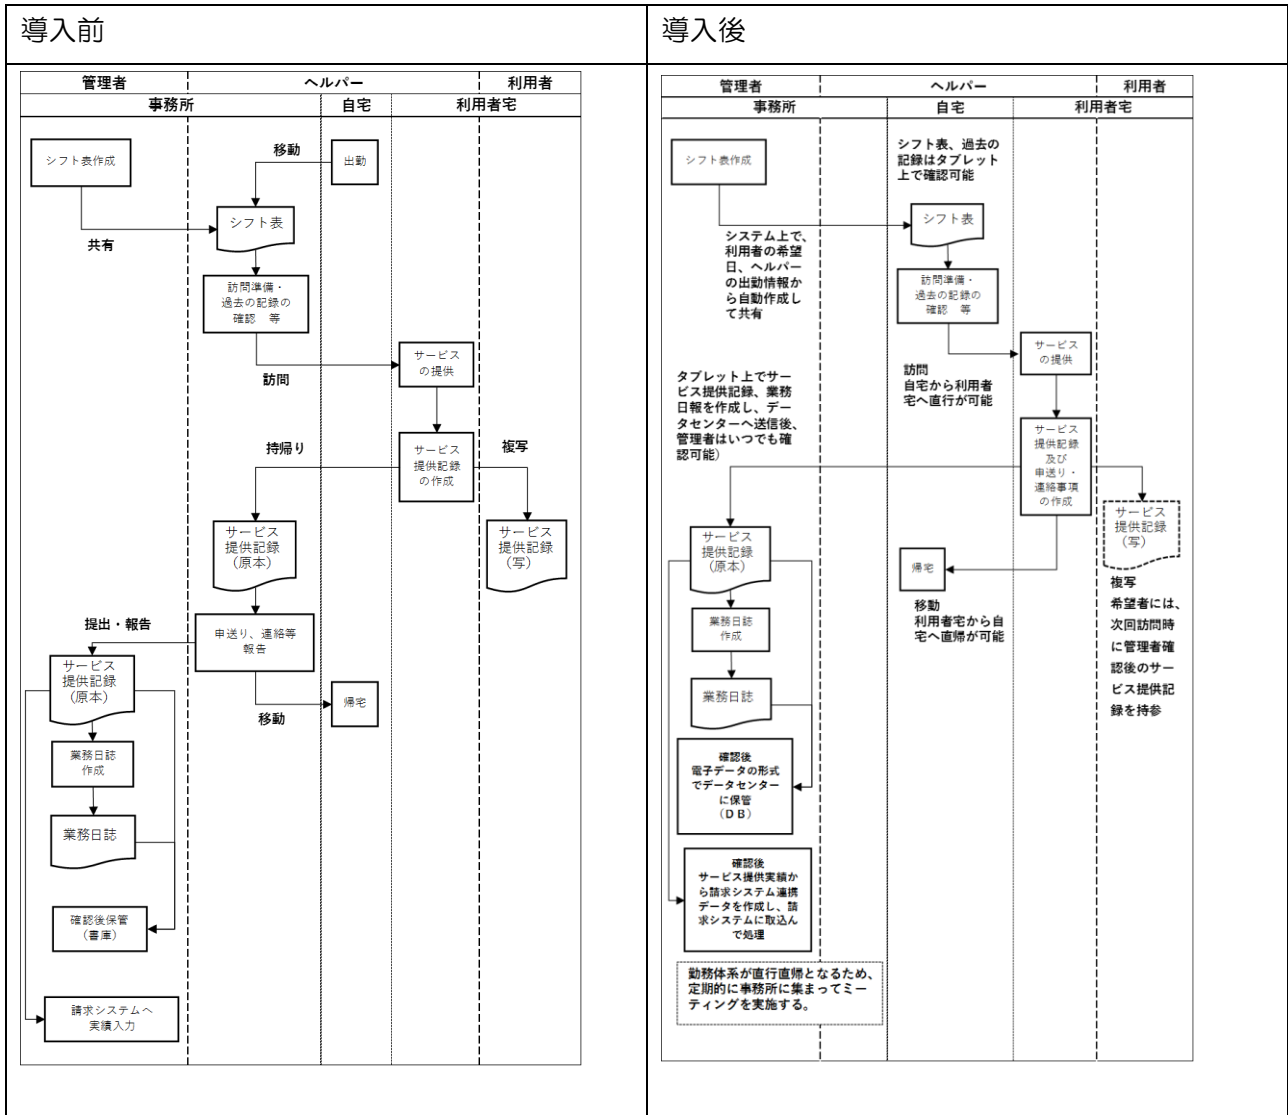 導入前
管理者
ヘルパー
利用者
事務所
自宅
利用者宅
シフト表作成
移動
出勤
シフト表
共有
訪問準備・
過去の記録の
確認　等
サービス
の提供
訪問
持帰り
サービス
提供記録
の作成
複写
サービス
提供記録
（原本）
サービス
提供記録
（写）
提出・報告
申送り、連絡等
報告
サービス
提供記録
（原本）
移動
帰宅
業務日誌
作成
業務日誌
確認後保管
（書庫）
請求システムへ
実績入力
導入後
管理者
ヘルパー
利用者
事務所
自宅
利用者宅
シフト表作成
シフト表、過去の
記録はタブレット
上で確認可能
シフト表
システム上で、
利用者の希望
日、ヘルパー
の出勤情報か
ら自動作成し
て共有
訪問準備・
過去の記録の
確認　等
サービス
の提供
訪問
自宅から利用者
宅へ直行が可能
タブレット上でサー
ビス提供記録、業務
日報を作成し、デー
タセンターへ送信後、
管理者はいつでも確
認可能）
サービス
提供記録
及び
申送り・
連絡事項
の作成
サービス
提供記録
（写）
サービス
提供記録
（原本）
帰宅
複写
希望者には、
次回訪問時
に管理者確
認後のサー
ビス提供記
録を持参
移動
利用者宅から自
宅へ直帰が可能
業務日誌
作成
業務日誌
確認後
電子データの形式
でデータセンター
に保管
（ＤＢ）
確認後
サービス提供実績か
ら請求システム連携
データを作成し、請
求システムに取込ん
で処理
勤務体系が直行直帰となるため、
定期的に事務所に集まってミー
ティングを実施する。